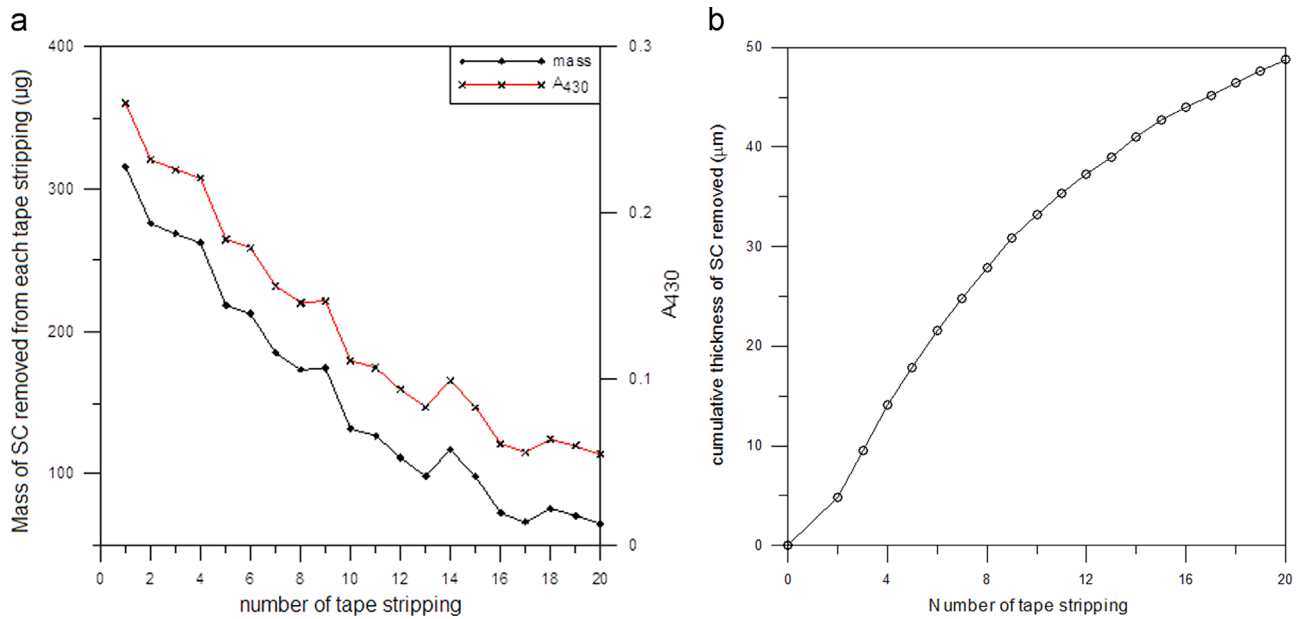 a
400
300
200
100
Mass of SC removed from each tape stripping (µg)
0 2 4 6 8 10 12 14 16 18 20
number of tape stripping
mass
A430
0.3
0.2
0.1
0
A430
b
50
40
30
20
10
0
cumulative thickness of SC removed (µm)
0 4 8 12 16 20
Number of tape stripping